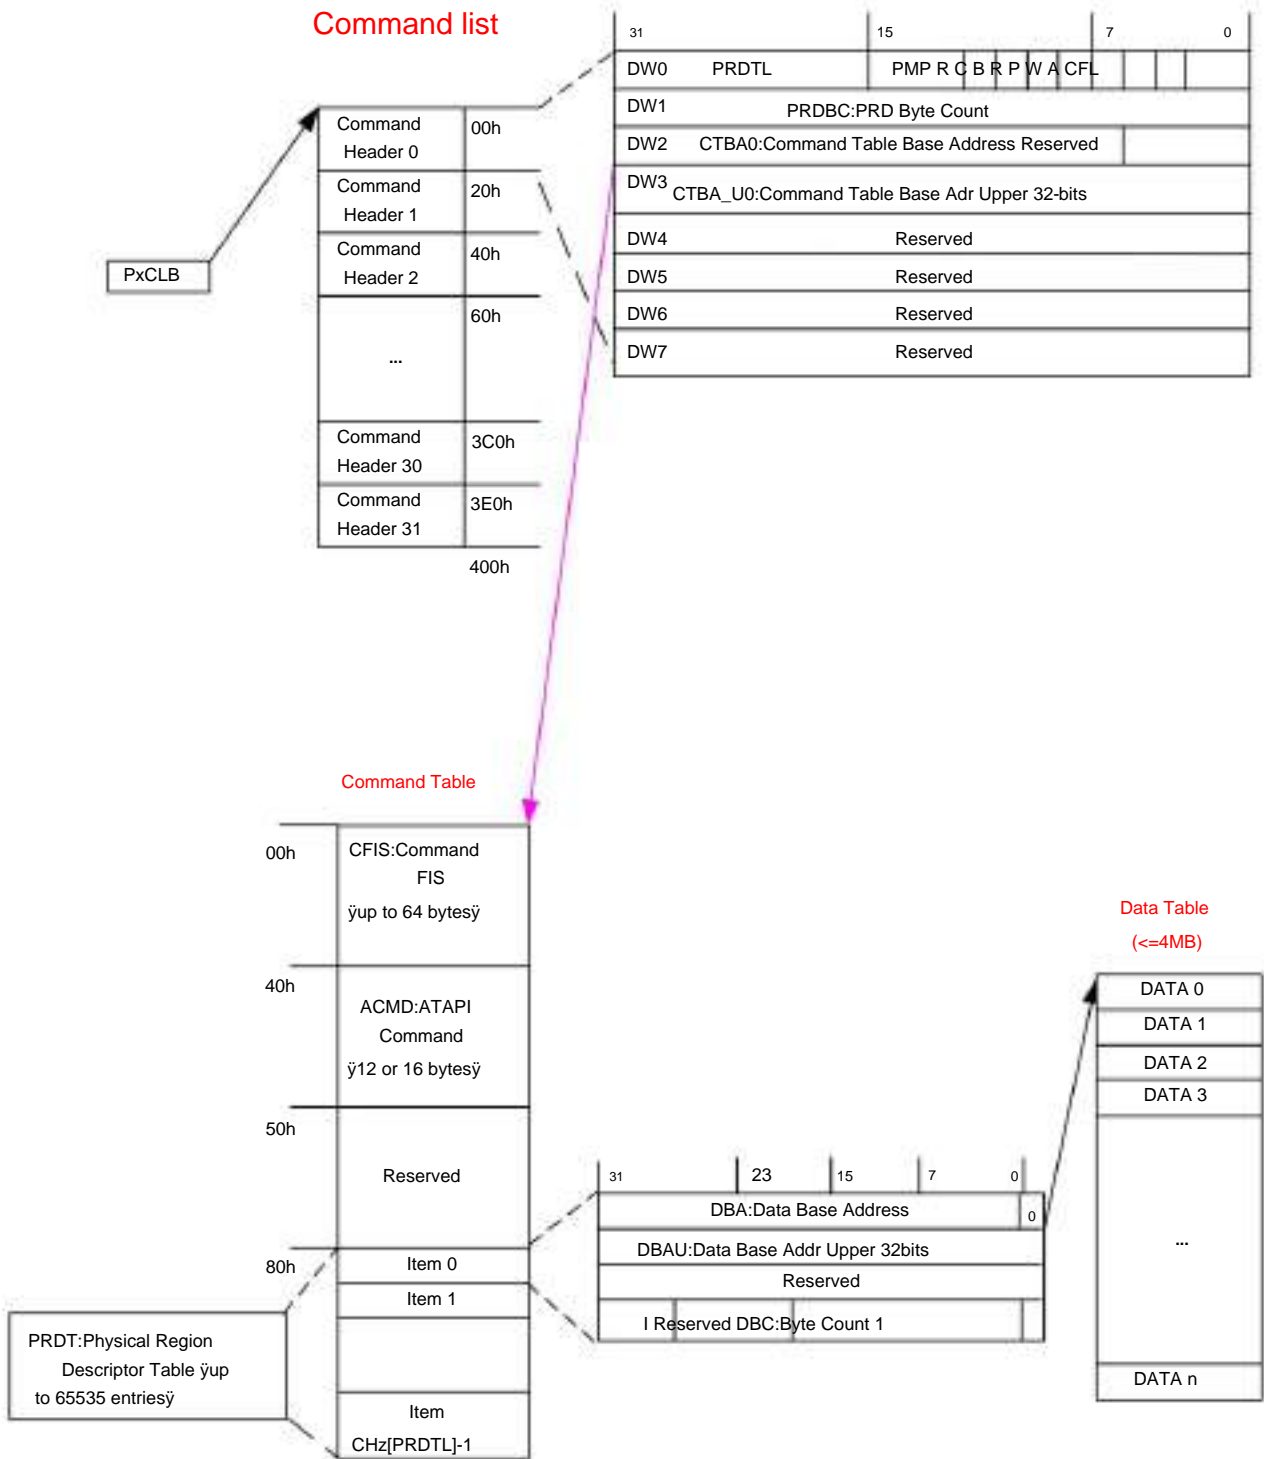 Command list
31 15 7 0
DW0 PRDTL PMP R C B R P W A CFL
DW1 PRDBC:PRD Byte Count
DW2 CTBA0:Command Table Base Address Reserved
DW3 CTBA_U0:Command Table Base Adr Upper 32-bits
DW4 Reserved
DW5 Reserved
DW6 Reserved
DW7 Reserved
PxCLB
Command
Header 0
00h
Command
Header 1
20h
Command
Header 2
40h
60h
...
Command
Header 30
3C0h
Command
Header 31
3E0h
400h
Command Table
00h
CFIS:Command
FIS
ÿup to 64 bytesÿ
40h
ACMD:ATAPI
Command
ÿ12 or 16 bytesÿ
50h
Reserved
80h
Item 0
Item 1
Item
CHz[PRDTL]-1
PRDT:Physical Region
Descriptor Table ÿup
to 65535 entriesÿ
31 23 15 7 0
DBA:Data Base Address 0
DBAU:Data Base Addr Upper 32bits
Reserved
I Reserved DBC:Byte Count 1
Data Table
(<=4MB)
DATA 0
DATA 1
DATA 2
DATA 3
...
DATA n